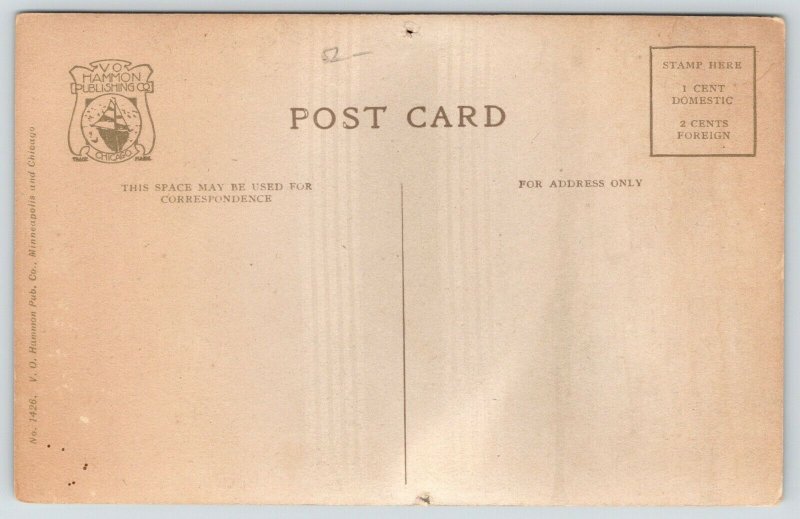 52 —
V O
HAMMON
PUBLISHING CO
CHICAGO
TRADE MARK
POST CARD
STAMP HERE
1 CENT
DOMESTIC
2 CENTS
FOREIGN
THIS SPACE MAY BE USED FOR
CORRESPONDENCE
FOR ADDRESS ONLY
No. 1426. V. O. Hammon Pub. Co., Minneapolis and Chicago